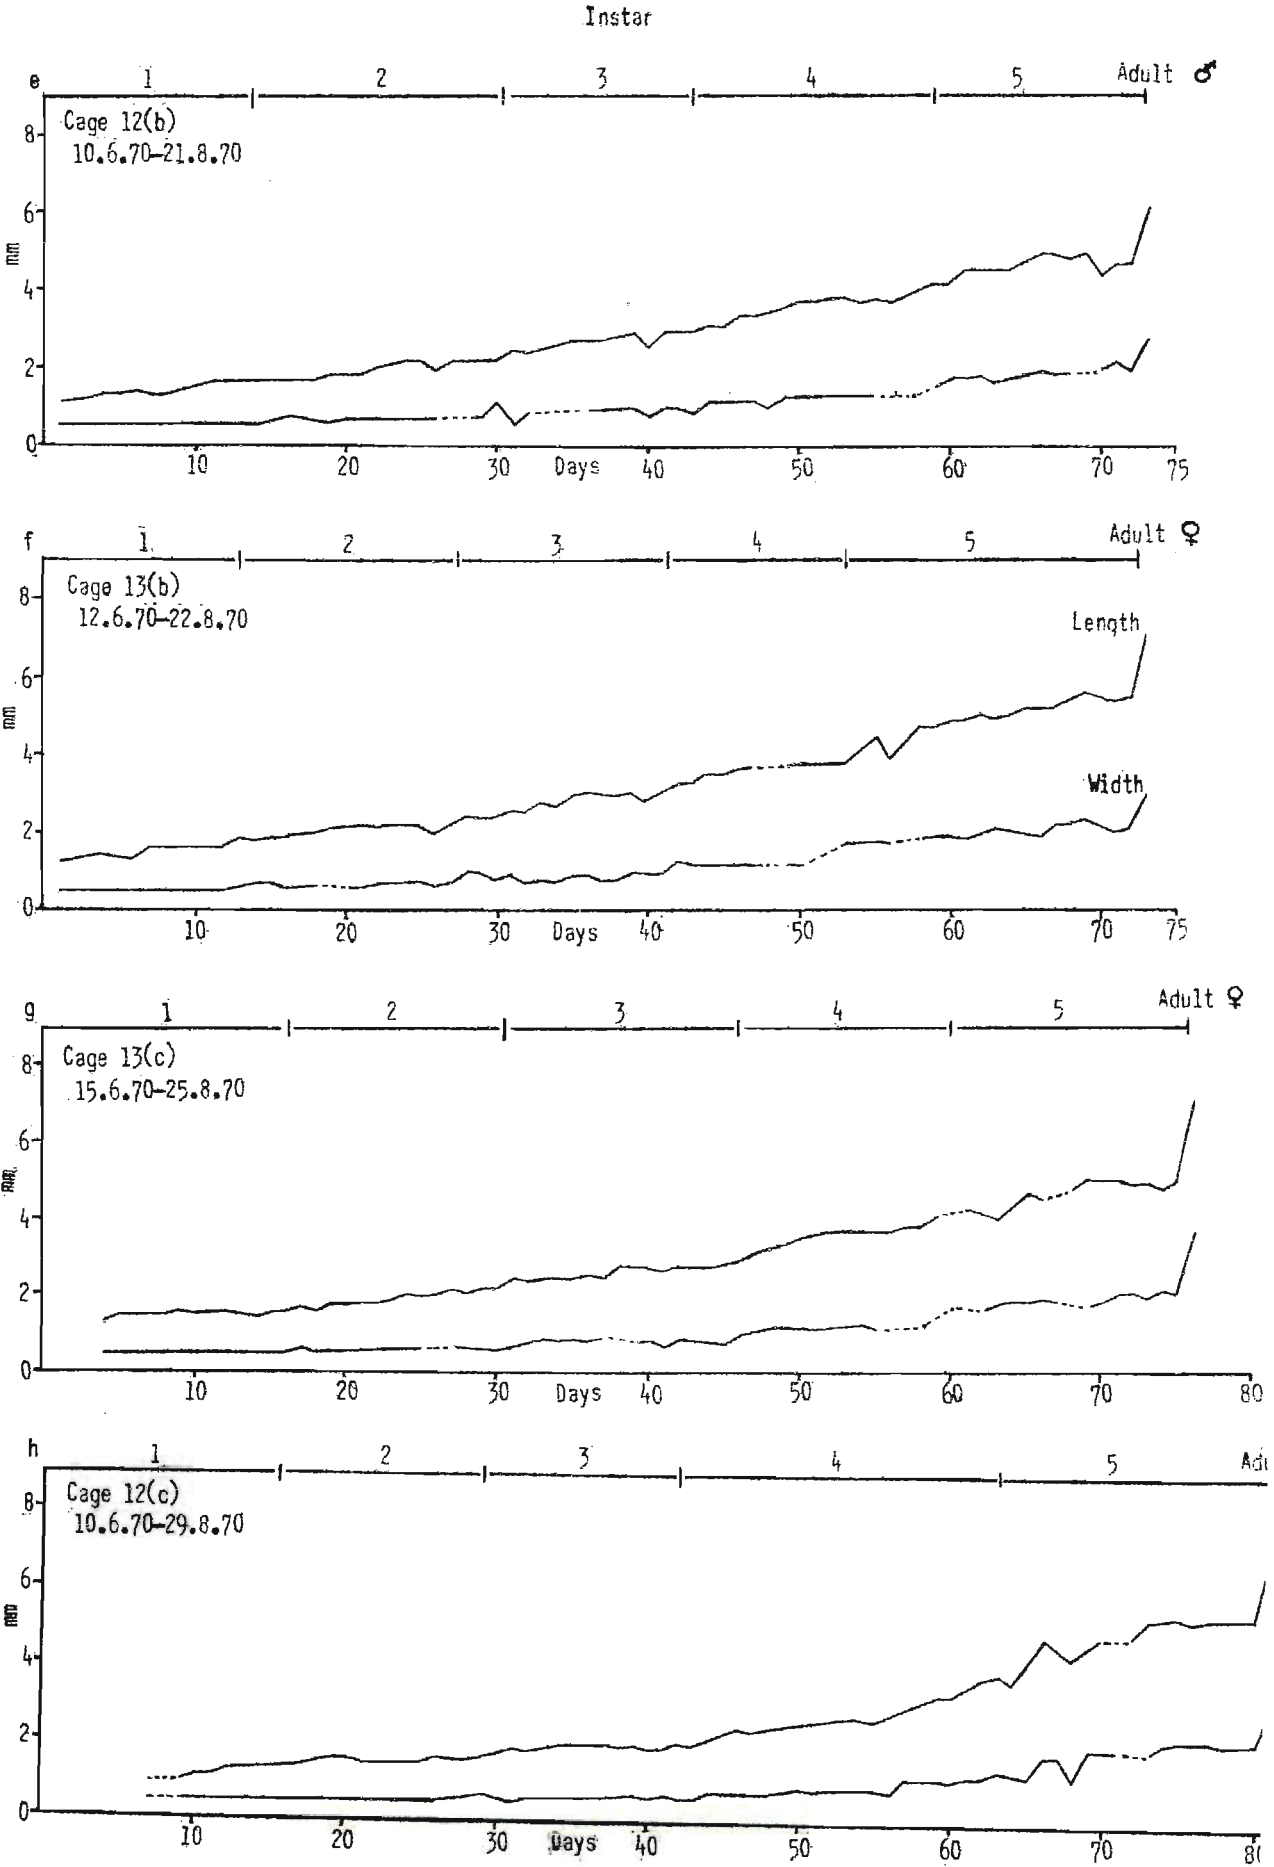 Instar
e 1 2 3 4 5 Adult ♂
Cage 12(b)
10.6.70–21.8.70
8
6
mm
4
2
0
10 20 30 Days 40 50 60 70 75
f 1 2 3 4 5 Adult ♀
Cage 13(b)
12.6.70–22.8.70
8
Length
6
mm
4
Width
2
0
10 20 30 Days 40 50 60 70 75
g 1 2 3 4 5 Adult ♀
Cage 13(c)
15.6.70–25.8.70
8
6
mm
4
2
0
10 20 30 Days 40 50 60 70 80
h 1 2 3 4 5
Cage 12(c)
10.6.70–29.8.70
8
6
mm
4
2
0
10 20 30 Days 40 50 60 70